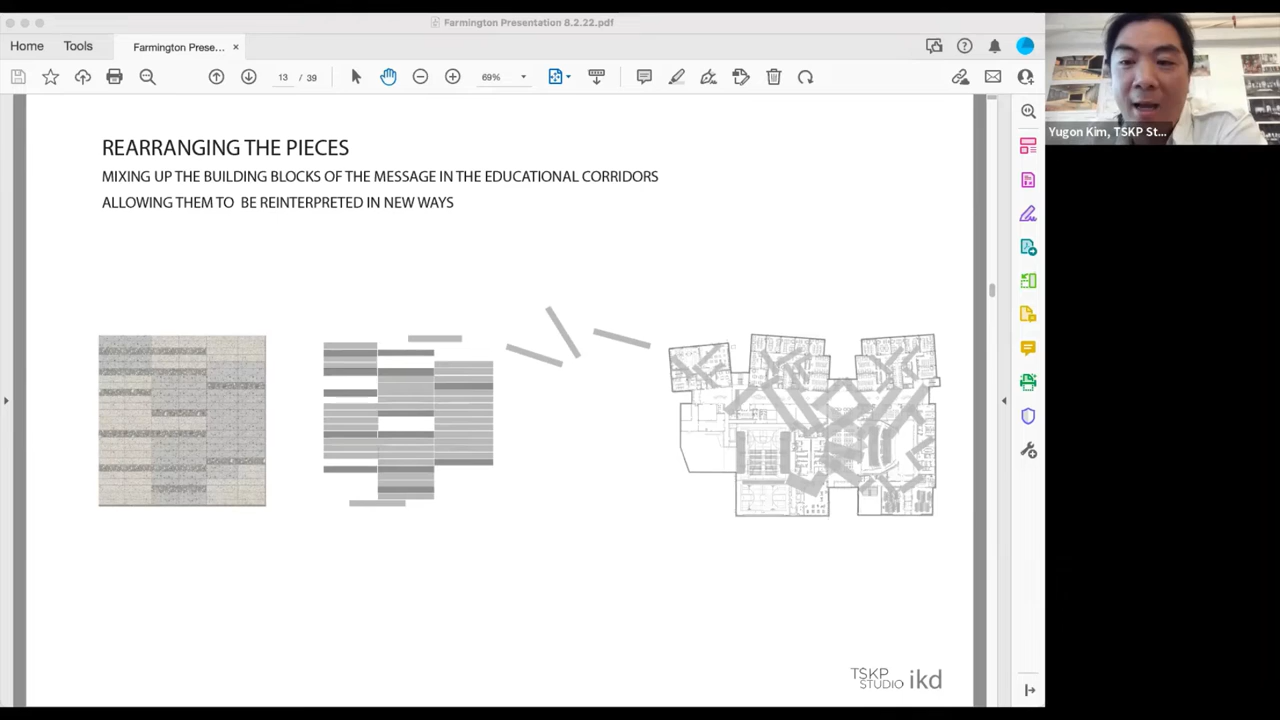 Farmington Presentation 8.2.22.pdf
Home
Tools
Farmington Prese...
13 / 39
69%
Yugon Kim, TSKP St...
REARRANGING THE PIECES
MIXING UP THE BUILDING BLOCKS OF THE MESSAGE IN THE EDUCATIONAL CORRIDORS
ALLOWING THEM TO BE REINTERPRETED IN NEW WAYS
TSKP
STUDIO
ikd